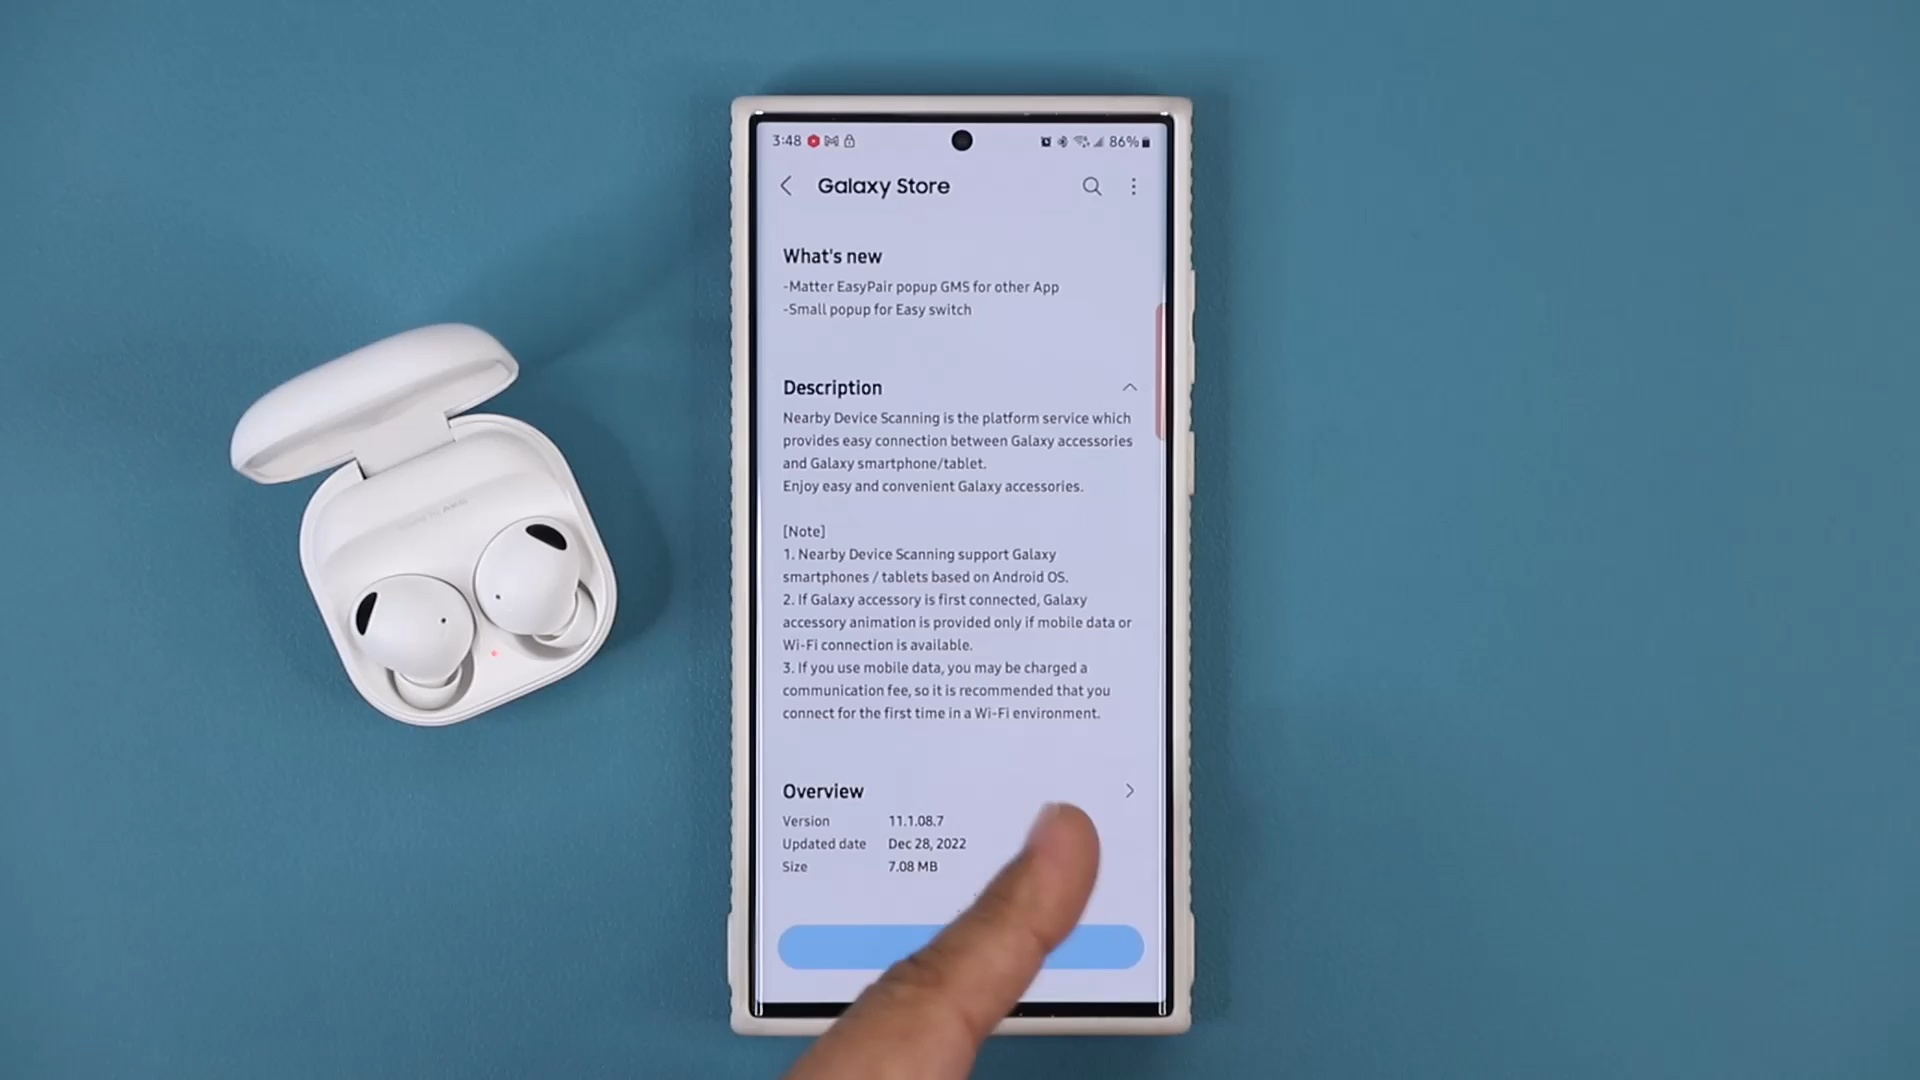 3:48 86%
Galaxy Store
What's new
-Matter EasyPair popup GMS for other App
-Small popup for Easy switch
Description
Nearby Device Scanning is the platform service which
provides easy connection between Galaxy accessories
and Galaxy smartphone/tablet.
Enjoy easy and convenient Galaxy accessories.
[Note]
1. Nearby Device Scanning support Galaxy
smartphones / tablets based on Android OS.
2. If Galaxy accessory is first connected, Galaxy
accessory animation is provided only if mobile data or
Wi-Fi connection is available.
3. If you use mobile data, you may be charged a
communication fee, so it is recommended that you
connect for the first time in a Wi-Fi environment.
Overview
Version 11.1.08.7
Updated date Dec 28, 2022
Size 7.08 MB